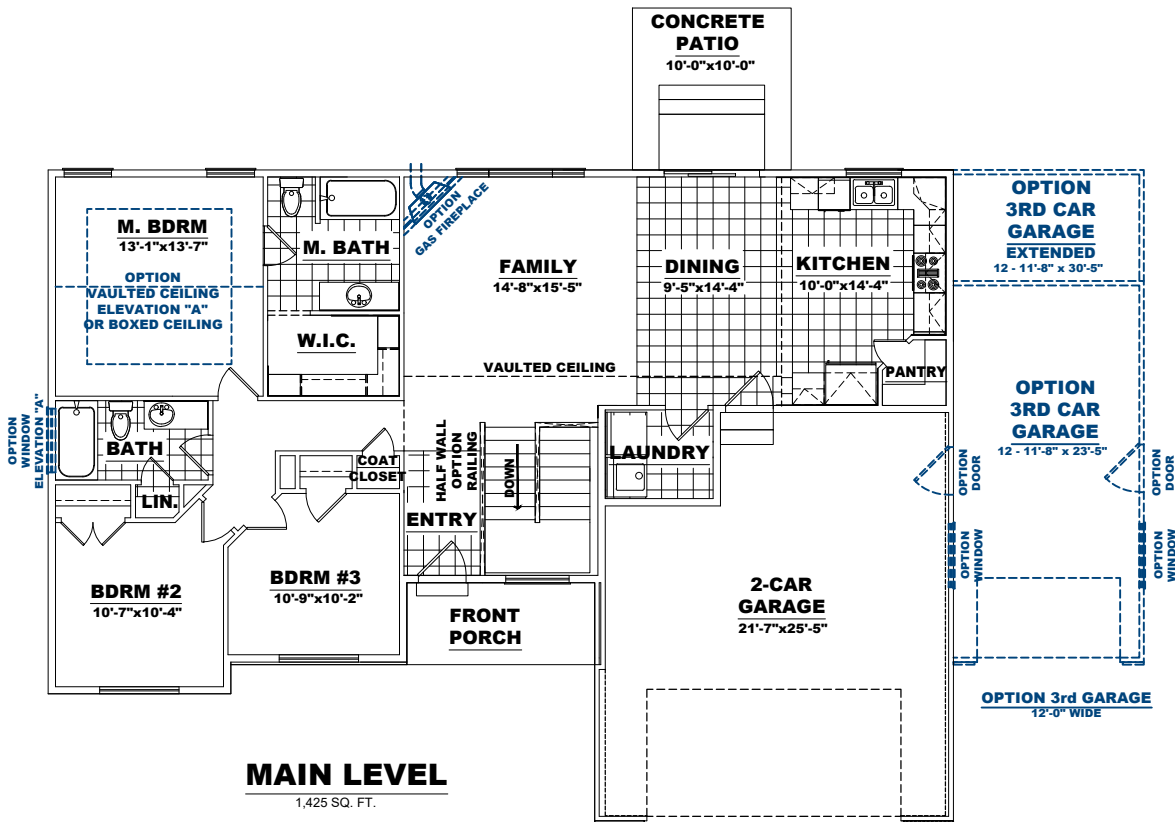 CONCRETE
PATIO
10'-0"x10'-0"
M. BDRM
13'-1"x13'-7"
OPTION
VAULTED CEILING
ELEVATION "A"
OR BOXED CEILING
M. BATH
W.I.C.
OPTION
GAS FIREPLACE
FAMILY
14'-8"x15'-5"
DINING
9'-5"x14'-4"
KITCHEN
10'-0"x14'-4"
PANTRY
VAULTED CEILING
OPTION
3RD CAR
GARAGE
EXTENDED
12 - 11'-8" x 30'-5"
OPTION
3RD CAR
GARAGE
12 - 11'-8" x 23'-5"
OPTION
WINDOW
ELEVATION "A"
BATH
LIN.
COAT
CLOSET
HALF WALL
OPTION
RAILING
DOWN
LAUNDRY
ENTRY
OPTION
DOOR
OPTION
DOOR
OPTION
WINDOW
OPTION
WINDOW
BDRM #2
10'-7"x10'-4"
BDRM #3
10'-9"x10'-2"
FRONT
PORCH
2-CAR
GARAGE
21'-7"x25'-5"
OPTION 3rd GARAGE
12'-0" WIDE
MAIN LEVEL
1,425 SQ. FT.